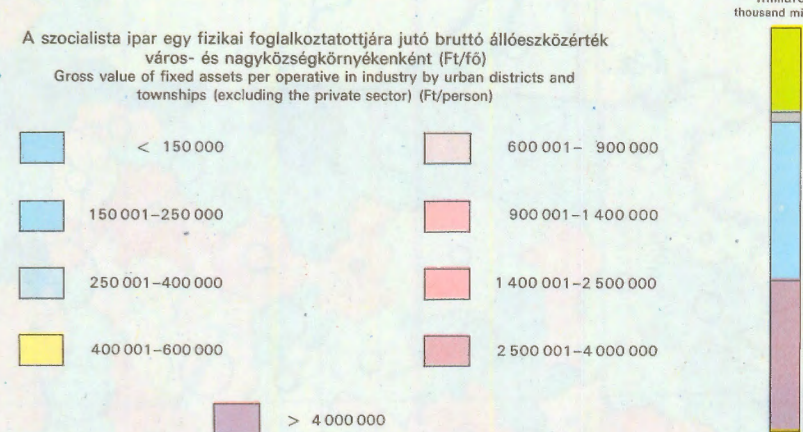 thousand mi
A szocialista ipar egy fizikai foglalkoztatottjára jutó bruttó állóeszközérték
város- és nagyközségkörnyékenként (Ft/fő)
Gross value of fixed assets per operative in industry by urban districts and
townships (excluding the private sector) (Ft/person)
< 150 000
600 001– 900 000
150 001–250 000
900 001–1 400 000
250 001–400 000
1 400 001–2 500 000
400 001–600 000
2 500 001–4 000 000
> 4 000 000